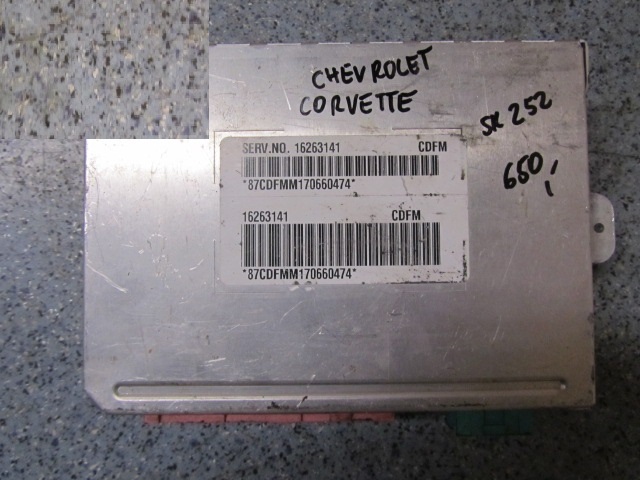 CHEVROLET
CORVETTE
SK 252
650,-
SERV.NO. 16263141 CDFM
*87CDFMM170660474*
16263141 CDFM
*87CDFMM170660474*